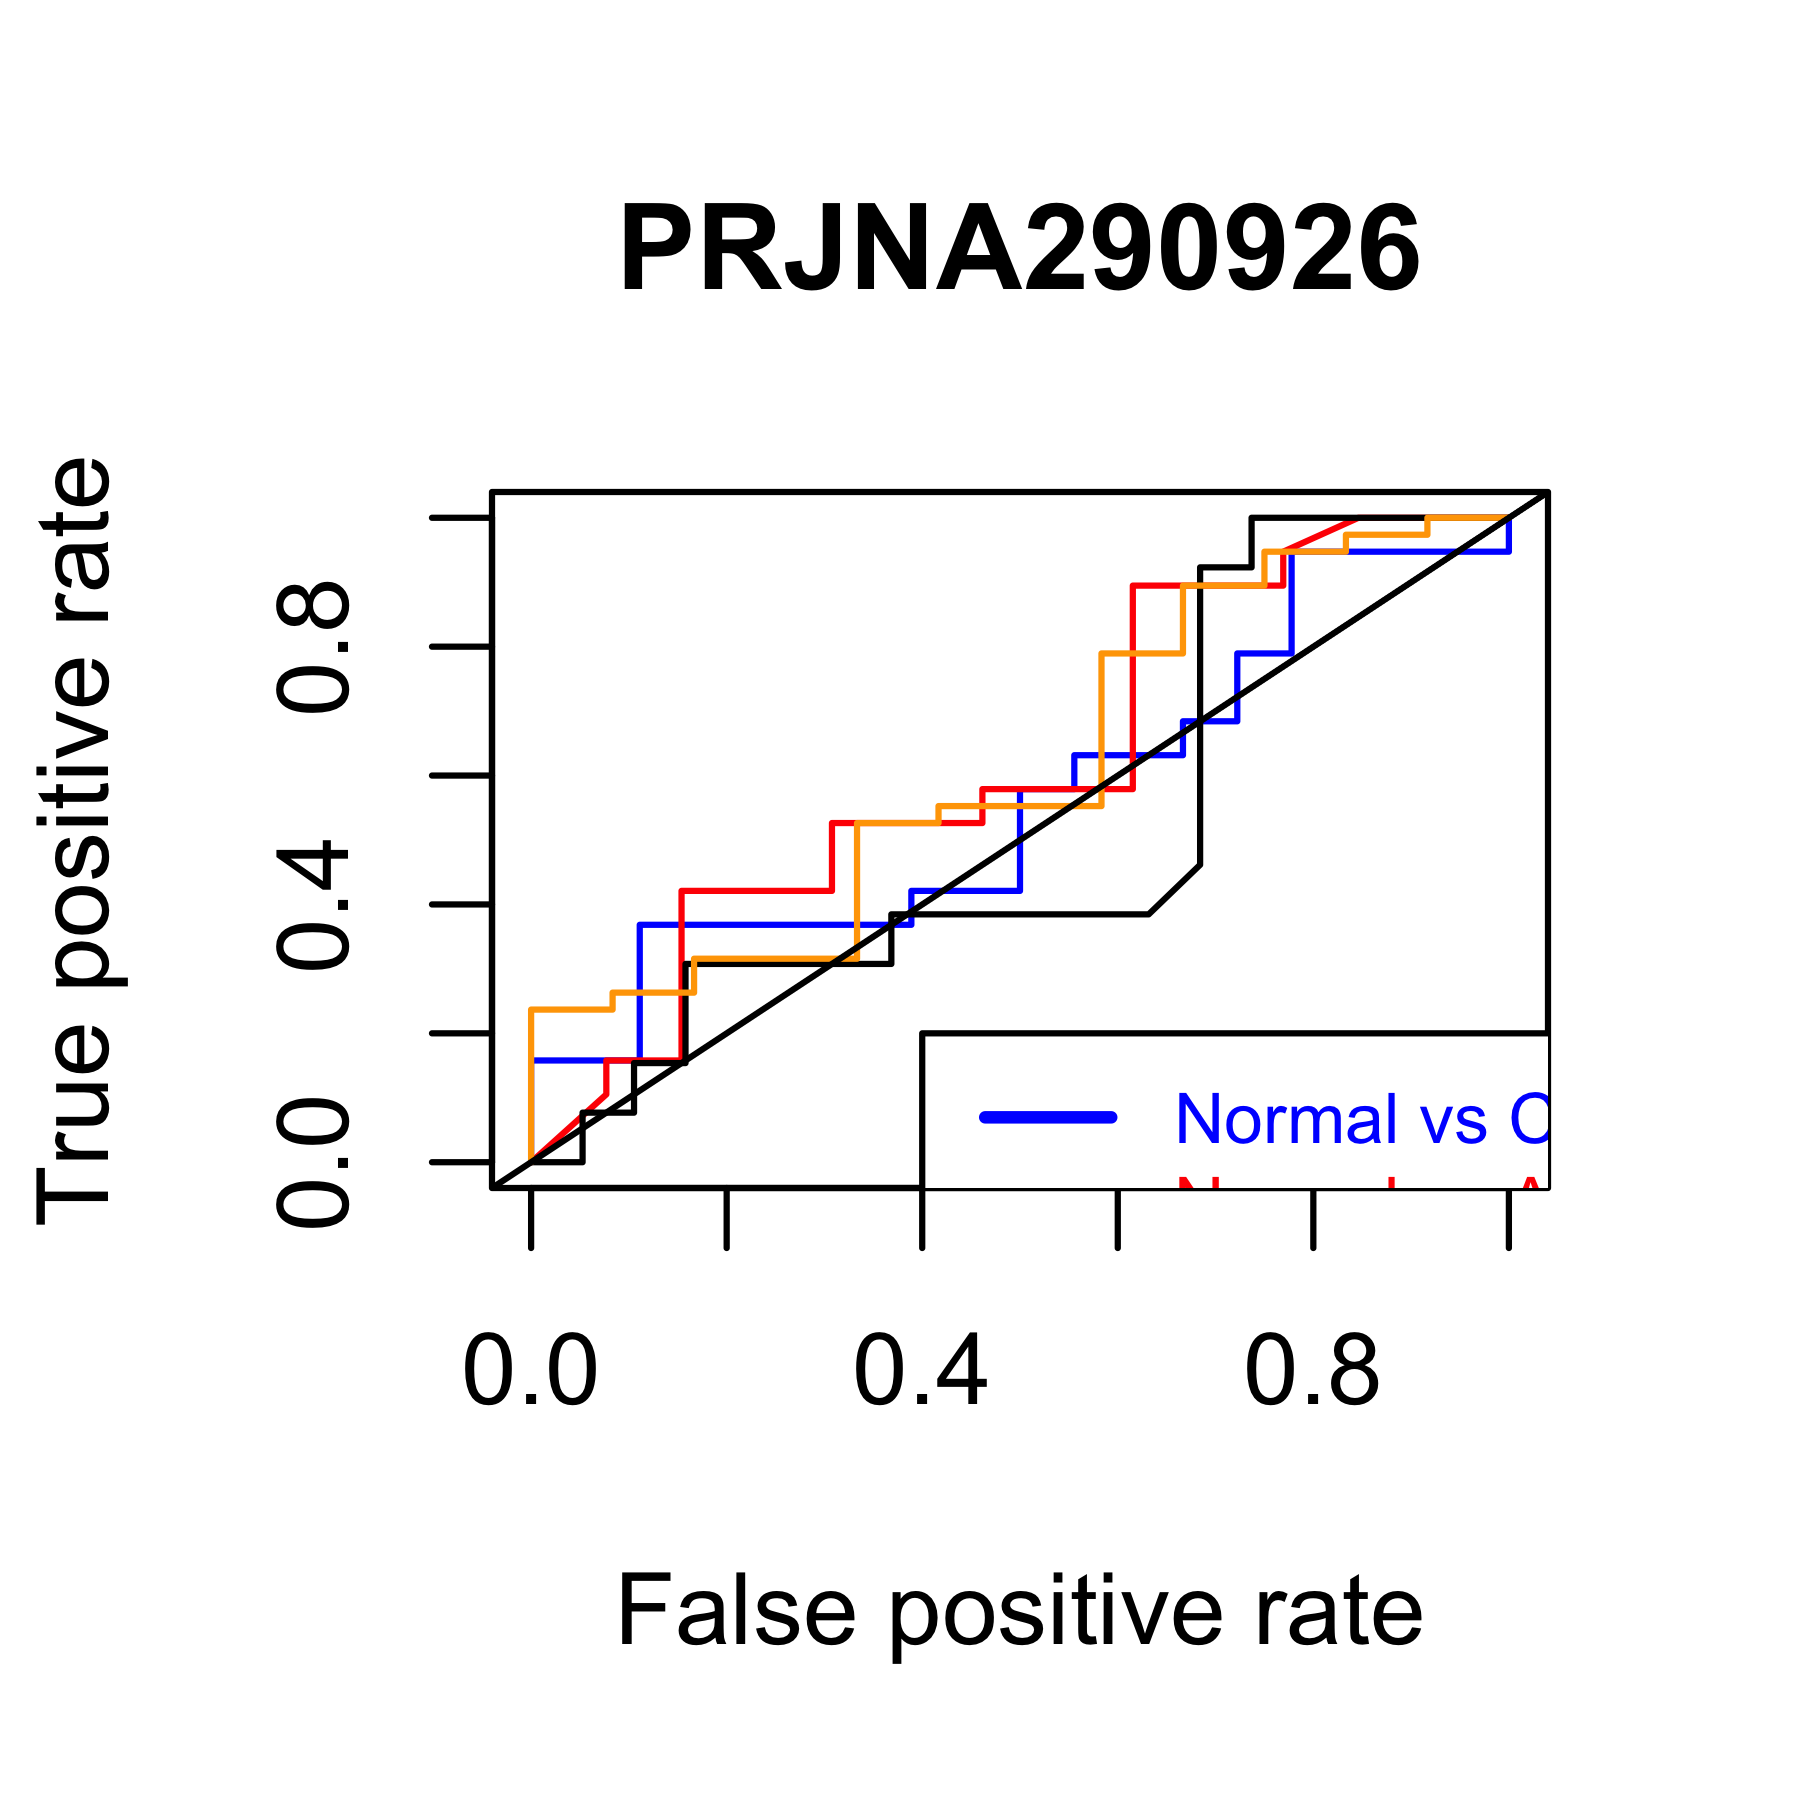 PRJNA290926
True positive rate
0.8
0.4
0.0
Normal vs
0.0 0.4 0.8
False positive rate